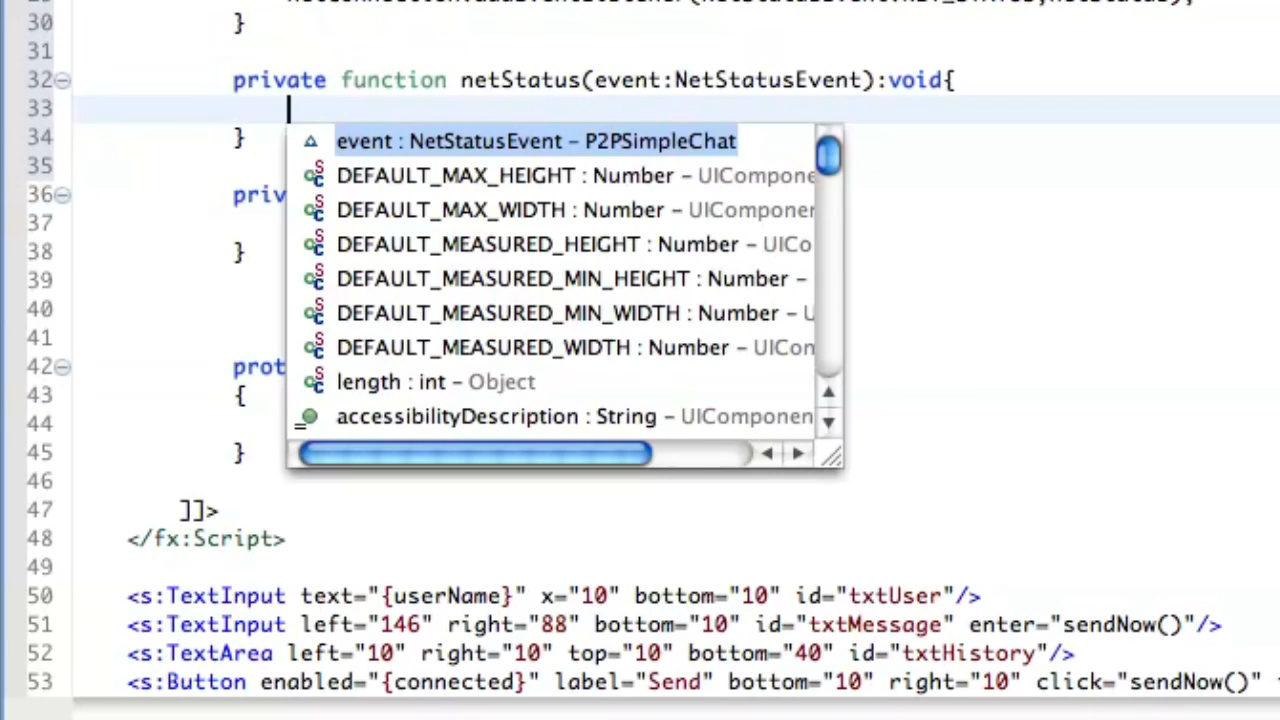 30 }
31
32 private function netStatus(event:NetStatusEvent):void{
33
event : NetStatusEvent – P2PSimpleChat
34 }
DEFAULT_MAX_HEIGHT : Number – UICompone
35
36 priv
DEFAULT_MAX_WIDTH : Number – UIComponer
37
DEFAULT_MEASURED_HEIGHT : Number – UICo
38 }
39
DEFAULT_MEASURED_MIN_HEIGHT : Number –
40
DEFAULT_MEASURED_MIN_WIDTH : Number – U
41
DEFAULT_MEASURED_WIDTH : Number – UICon
42 prot
length : int – Object
43 {
44
accessibilityDescription : String – UIComponen
45 }
46
47 ]]>
48 </fx:Script>
49
50 <s:TextInput text="{userName}" x="10" bottom="10" id="txtUser"/>
51 <s:TextInput left="146" right="88" bottom="10" id="txtMessage" enter="sendNow()"/>
52 <s:TextArea left="10" right="10" top="10" bottom="40" id="txtHistory"/>
53 <s:Button enabled="{connected}" label="Send" bottom="10" right="10" click="sendNow()"